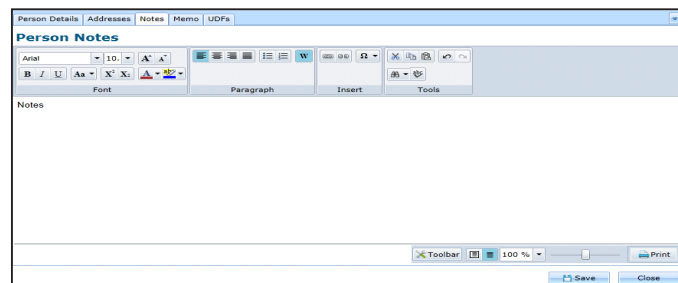 Person Details Addresses Notes Memo UDFs
Person Notes
Arial 10. A A
B I U Aa X² X₂ A ab W Ω
Font Paragraph Insert Tools
Notes
Toolbar 100 % Print
Save Close